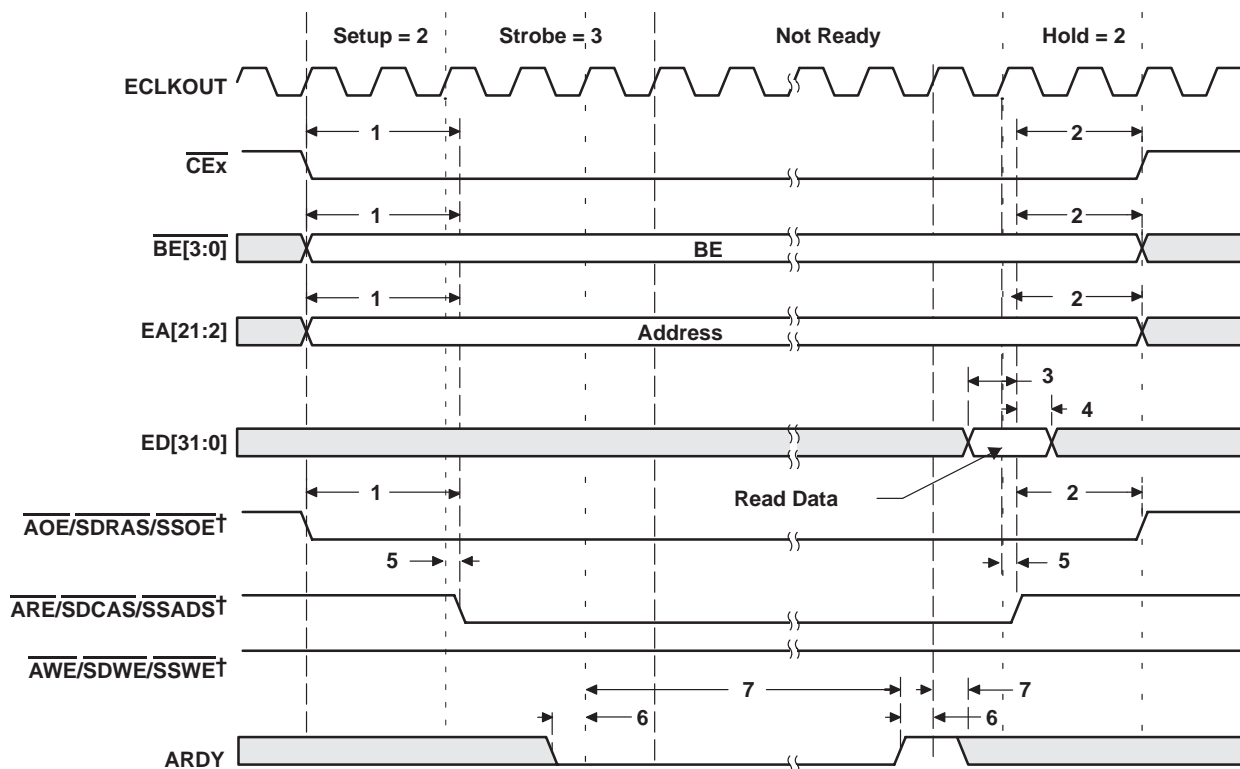 Setup = 2 Strobe = 3 Not Ready Hold = 2
ECLKOUT
1 2
CEx
1 2
BE[3:0] BE
1 2
EA[21:2] Address
3
4
ED[31:0]
Read Data
1 2
AOE/SDRAS/SSOE†
5 5
ARE/SDCAS/SSADS†
AWE/SDWE/SSWE†
7 7
6 6
ARDY